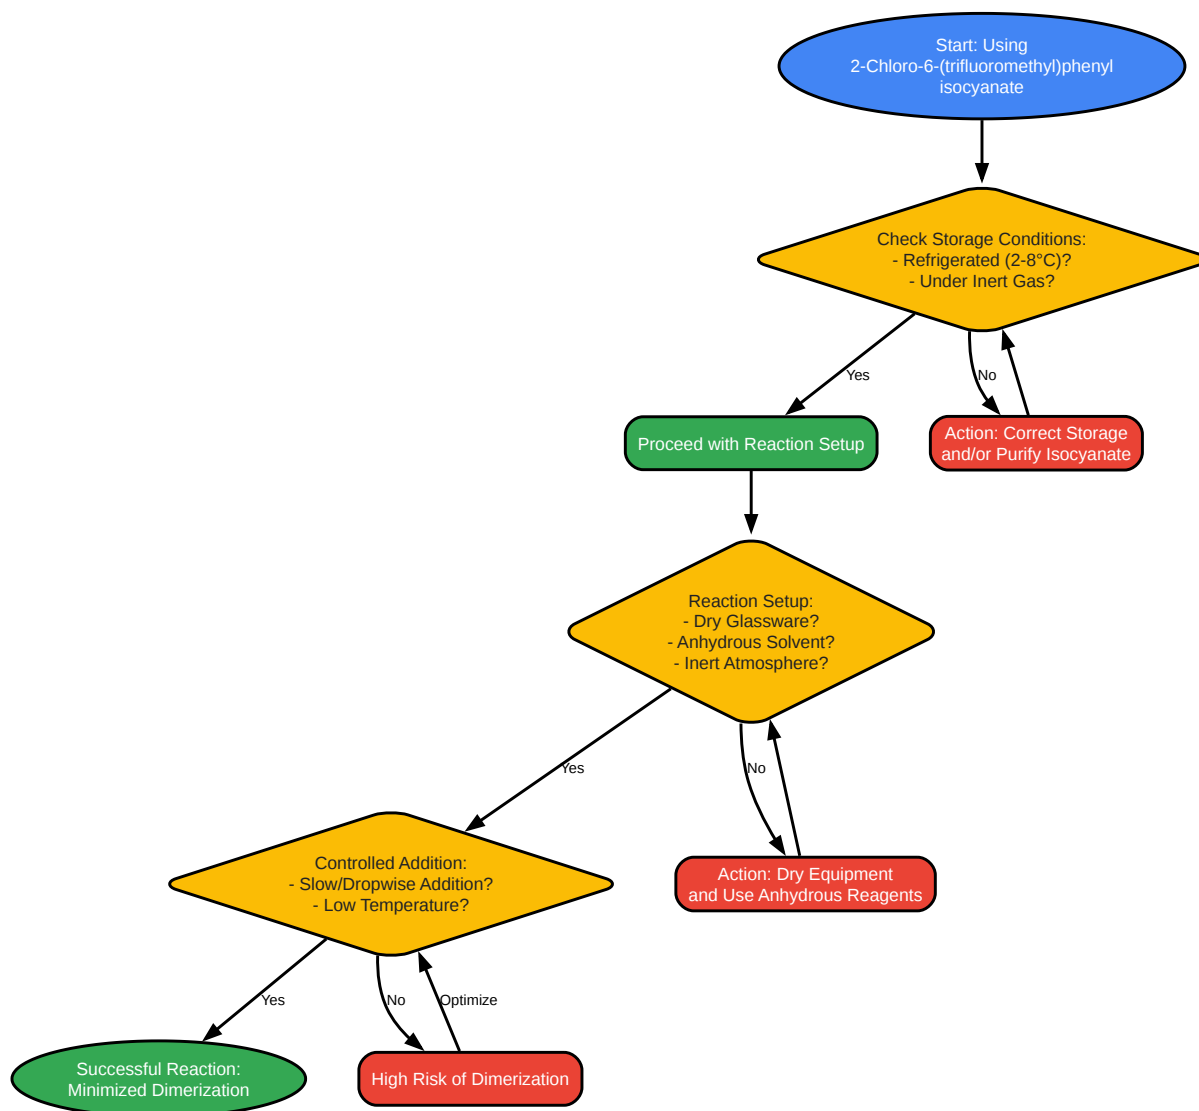 Start: Using
2-Chloro-6-(trifluoromethyl)phenyl
isocyanate
Check Storage Conditions:
- Refrigerated (2-8°C)?
- Under Inert Gas?
Yes
No
Proceed with Reaction Setup
Action: Correct Storage
and/or Purify Isocyanate
Reaction Setup:
- Dry Glassware?
- Anhydrous Solvent?
- Inert Atmosphere?
Yes
No
Controlled Addition:
- Slow/Dropwise Addition?
- Low Temperature?
Action: Dry Equipment
and Use Anhydrous Reagents
Yes
No
Optimize
Successful Reaction:
Minimized Dimerization
High Risk of Dimerization